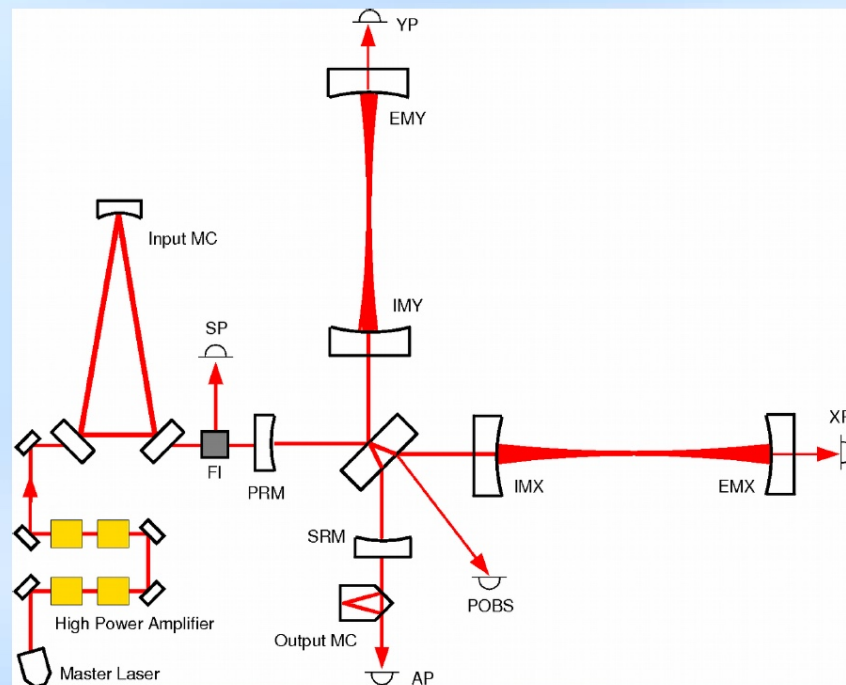 YP
EMY
Input MC
IMY
SP
FI
PRM
IMX
EMX
SRM
POBS
High Power Amplifier
Output MC
Master Laser
AP